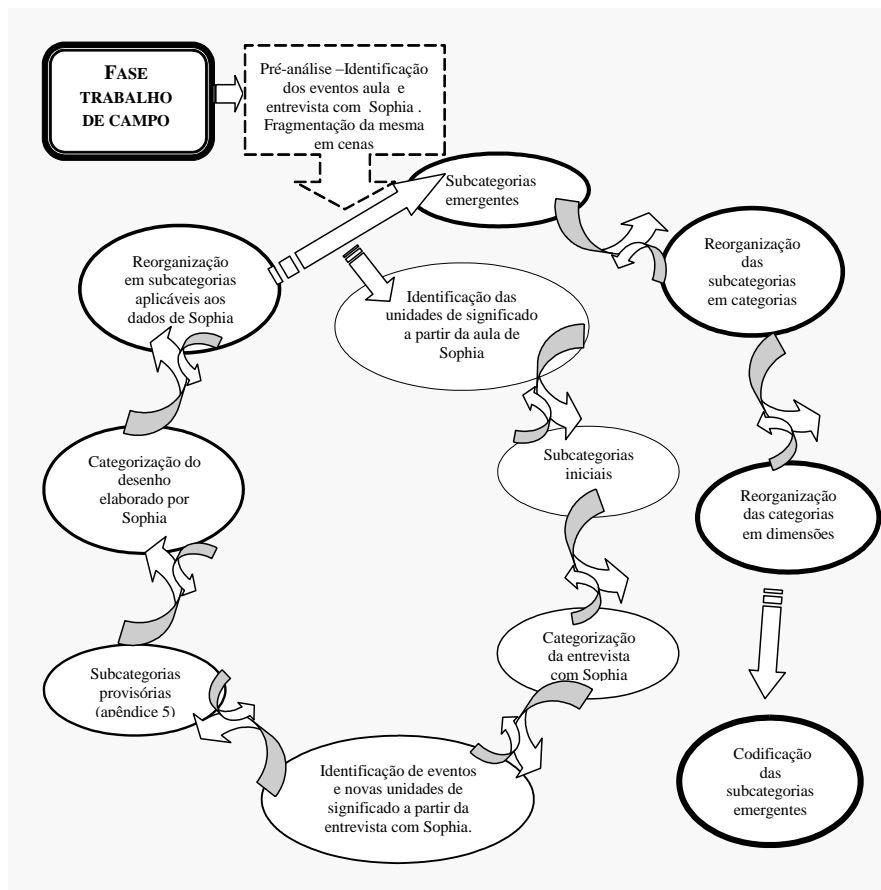 FASE
TRABALHO
DE CAMPO
Pré-análise –Identificação
dos eventos aula e
entrevista com Sophia .
Fragmentação da mesma
em cenas
Subcategorias
emergentes
Reorganização
das
subcategorias
em categorias
Reorganização
em subcategorias
aplicáveis aos
dados de Sophia
Identificação das
unidades de significado
a partir da aula de
Sophia
Categorização do
desenho
elaborado por
Sophia
Subcategorias
iniciais
Reorganização
das categorias
em dimensões
Subcategorias
provisórias
(apêndice 5)
Categorização
da entrevista
com Sophia
Identificação de eventos
e novas unidades de
significado a partir da
entrevista com Sophia.
Codificação
das
subcategorias
emergentes